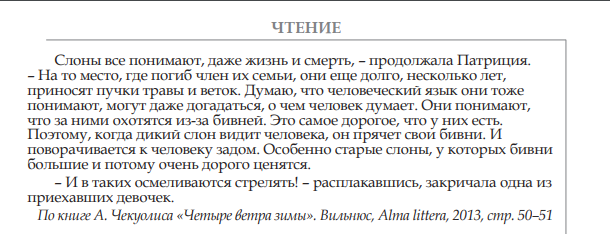 ЧТЕНИЕ
Слоны все понимают, даже жизнь и смерть, – продолжала Патриция.
– На то место, где погиб член их семьи, они еще долго, несколько лет,
приносят пучки травы и веток. Думаю, что человеческий язык они тоже
понимают, могут даже догадаться, о чем человек думает. Они понимают,
что за ними охотятся из-за бивней. Это самое дорогое, что у них есть.
Поэтому, когда дикий слон видит человека, он прячет свои бивни. И
поворачивается к человеку задом. Особенно старые слоны, у которых бивни
большие и потому очень дорого ценятся.
– И в таких осмеливаются стрелять! – расплакавшись, закричала одна из
приехавших девочек.
По книге А. Чекуолиса «Четыре ветра зимы». Вильнюс, Alma littera, 2013, стр. 50–51